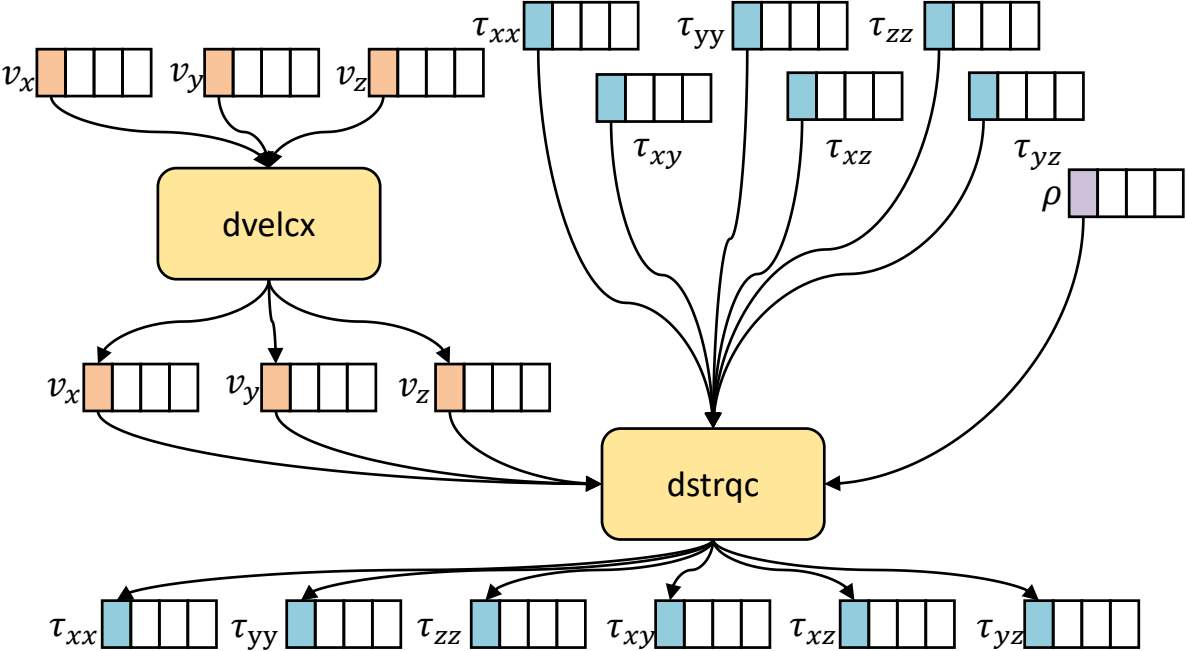 τxx τyy τzz
vx vy vz
τxy τxz τyz
ρ
dvelcx
vx vy vz
dstrqc
τxx τyy τzz τxy τxz τyz